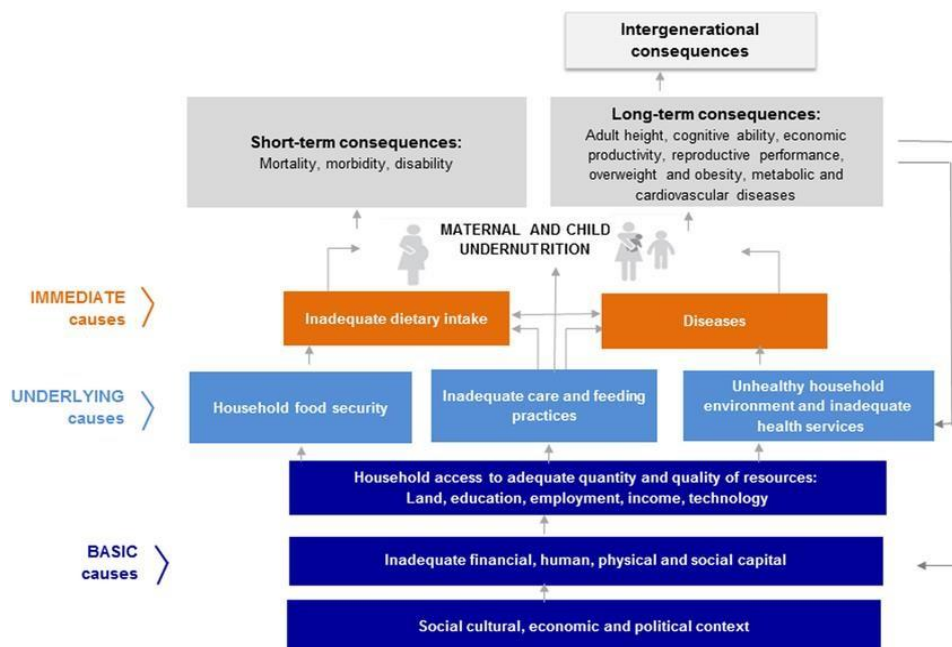 Intergenerational
consequences
Short-term consequences:
Mortality, morbidity, disability
Long-term consequences:
Adult height, cognitive ability, economic
productivity, reproductive performance,
overweight and obesity, metabolic and
cardiovascular diseases
MATERNAL AND CHILD
UNDERNUTRITION
IMMEDIATE
causes
Inadequate dietary intake
Diseases
UNDERLYING
causes
Household food security
Inadequate care and feeding
practices
Unhealthy household
environment and inadequate
health services
Household access to adequate quantity and quality of resources:
Land, education, employment, income, technology
BASIC
causes
Inadequate financial, human, physical and social capital
Social cultural, economic and political context